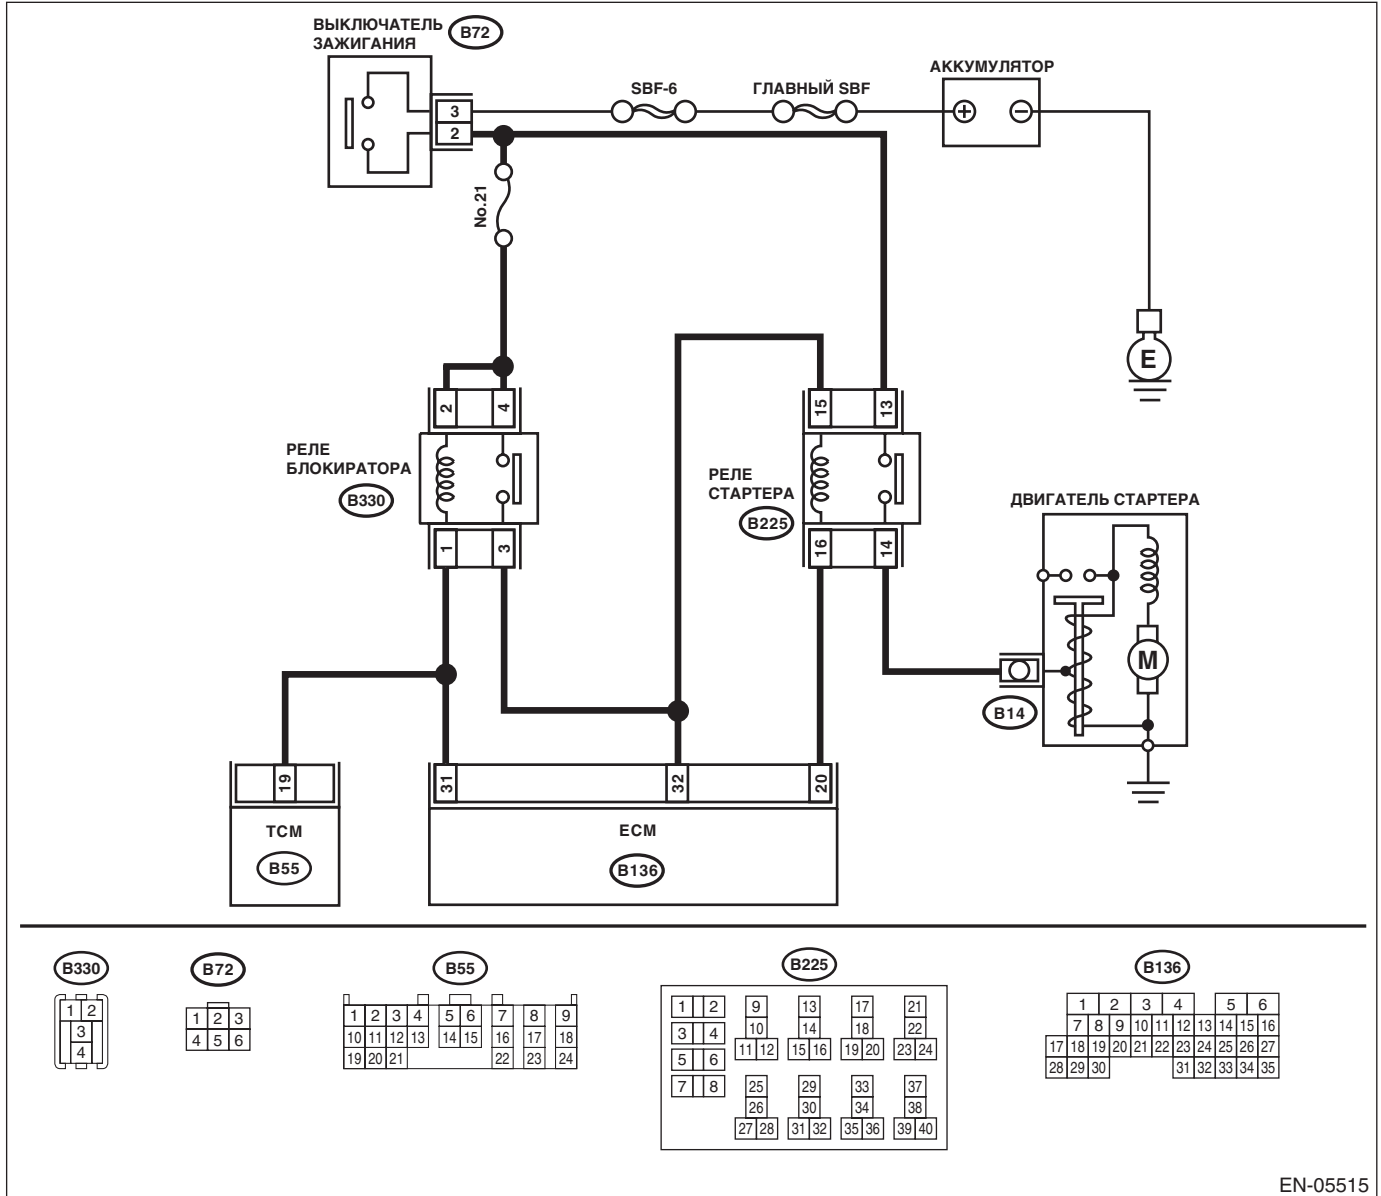 ВЫКЛЮЧАТЕЛЬ
ЗАЖИГАНИЯ
B72
3
2
SBF-6
ГЛАВНЫЙ SBF
АККУМУЛЯТОР
+
−
No.21
E
2
4
15
13
РЕЛЕ
БЛОКИРАТОРА
B330
РЕЛЕ
СТАРТЕРА
B225
ДВИГАТЕЛЬ СТАРТЕРА
1
3
16
14
M
B14
19
31
32
20
TCM
B55
ECM
B136
B330
1 2
3
4
B72
1 2 3
4 5 6
B55
1 2 3 4 5 6 7 8 9
10 11 12 13 14 15 16 17 18
19 20 21 22 23 24
B225
1 2 9 13 17 21
3 4 10 14 18 22
5 6 11 12 15 16 19 20 23 24
7 8 25 29 33 37
26 30 34 38
27 28 31 32 35 36 39 40
B136
1 2 3 4 5 6
7 8 9 10 11 12 13 14 15 16
17 18 19 20 21 22 23 24 25 26 27
28 29 30 31 32 33 34 35
EN-05515